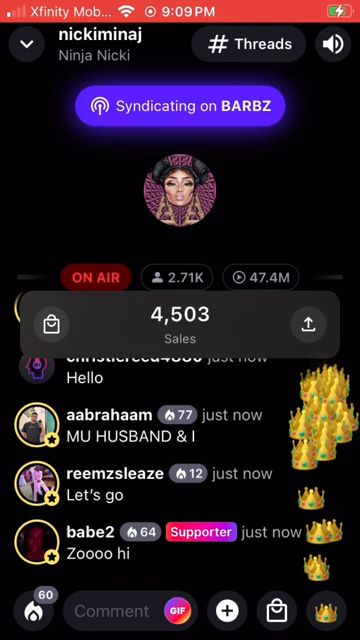 Xfinity Mob... 9:09 PM
nickiminaj
Ninja Nicki
# Threads
Syndicating on BARBZ
ON AIR 2.71K 47.4M
4,503
Sales
just now
Hello
aabrahaam 77 just now
MU HUSBAND & I
reemzsleaze 12 just now
Let's go
babe2 64 Supporter just now
Zoooo hi
60
Comment GIF